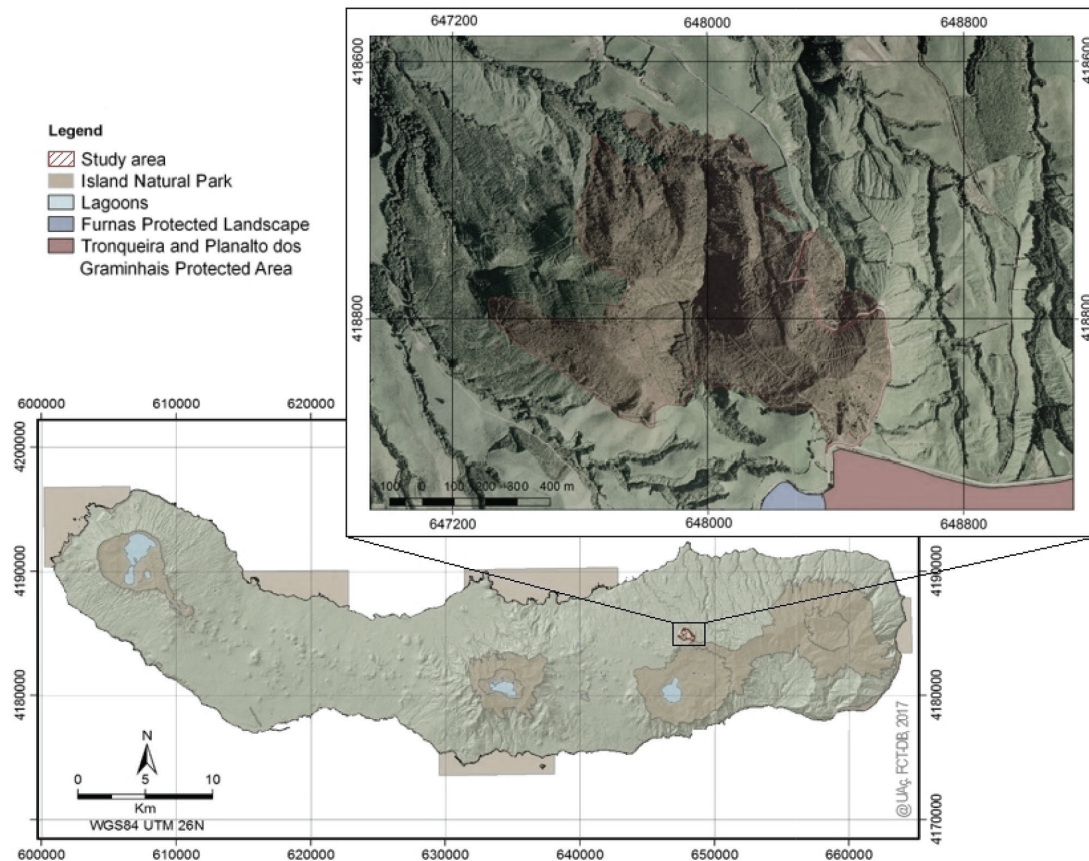 647200 648000 648800
418600 418600
Legend
Study area
Island Natural Park
Lagoons
Furnas Protected Landscape
Tronqueira and Planalto dos
Graminhais Protected Area
418800 418800
600000 610000 620000
100 0 100 200 300 400 m
647200 648000 648800
4200000
4190000 4190000
4180000 4180000
N
0 5 10
Km
WGS84 UTM 26N
@UAç, FCT-DB, 2017
4170000
600000 610000 620000 630000 640000 650000 660000